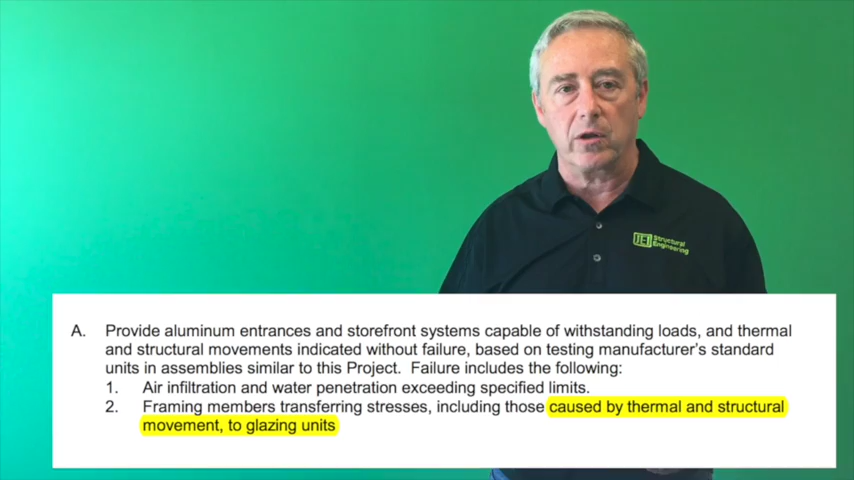 JEI Structural
Engineering
A. Provide aluminum entrances and storefront systems capable of withstanding loads, and thermal
and structural movements indicated without failure, based on testing manufacturer's standard
units in assemblies similar to this Project. Failure includes the following:
1. Air infiltration and water penetration exceeding specified limits.
2. Framing members transferring stresses, including those caused by thermal and structural
movement, to glazing units